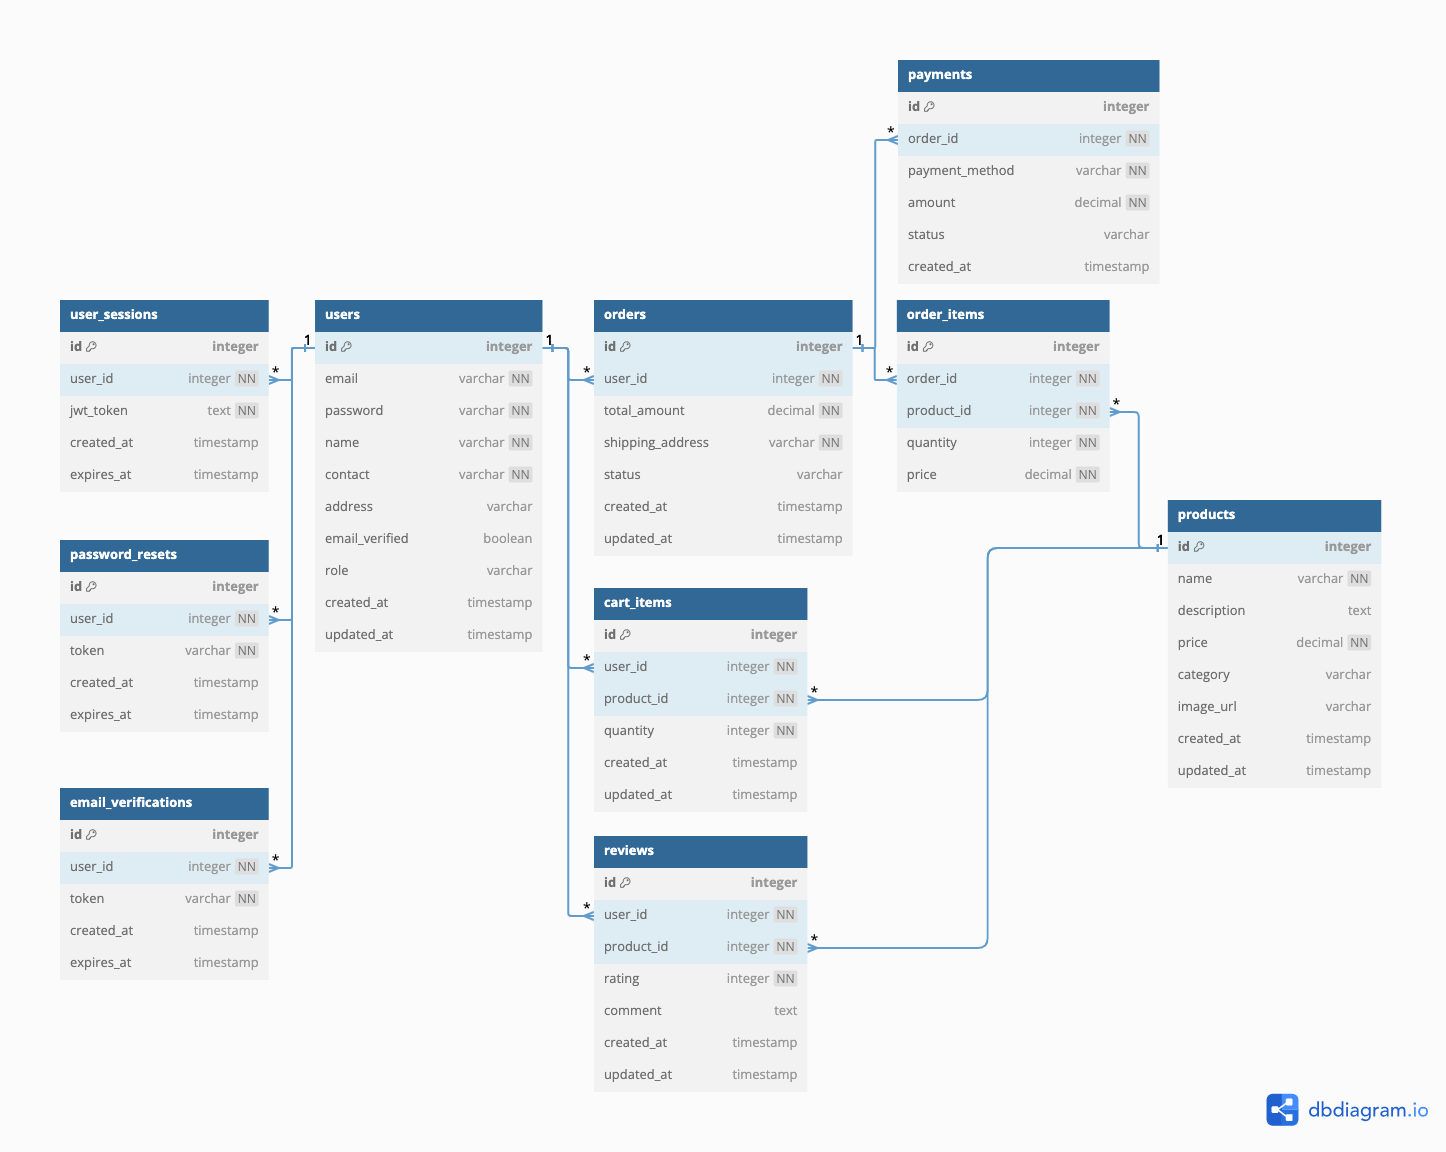 payments
id integer
order_id integer NN
payment_method varchar NN
amount decimal NN
status varchar
created_at timestamp
user_sessions
id integer
user_id integer NN
jwt_token text NN
created_at timestamp
expires_at timestamp
users
id integer
email varchar NN
password varchar NN
name varchar NN
contact varchar NN
address varchar
email_verified boolean
role varchar
created_at timestamp
updated_at timestamp
orders
id integer
user_id integer NN
total_amount decimal NN
shipping_address varchar NN
status varchar
created_at timestamp
updated_at timestamp
order_items
id integer
order_id integer NN
product_id integer NN
quantity integer NN
price decimal NN
products
id integer
name varchar NN
description text
price decimal NN
category varchar
image_url varchar
created_at timestamp
updated_at timestamp
password_resets
id integer
user_id integer NN
token varchar NN
created_at timestamp
expires_at timestamp
cart_items
id integer
user_id integer NN
product_id integer NN
quantity integer NN
created_at timestamp
updated_at timestamp
email_verifications
id integer
user_id integer NN
token varchar NN
created_at timestamp
expires_at timestamp
reviews
id integer
user_id integer NN
product_id integer NN
rating integer NN
comment text
created_at timestamp
updated_at timestamp
1
1
1
1
*
*
*
*
*
*
*
*
*
*
*
dbdiagram.io